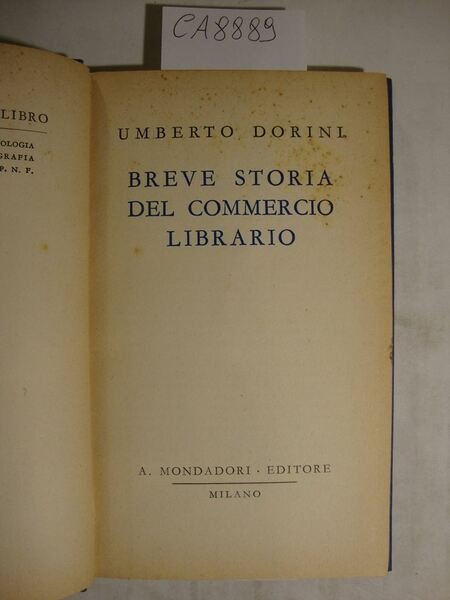 CA8889
LIBRO
OLOGIA
GRAFIA
P. N. F.
UMBERTO DORINI
BREVE STORIA
DEL COMMERCIO
LIBRARIO
A. MONDADORI · EDITORE
MILANO